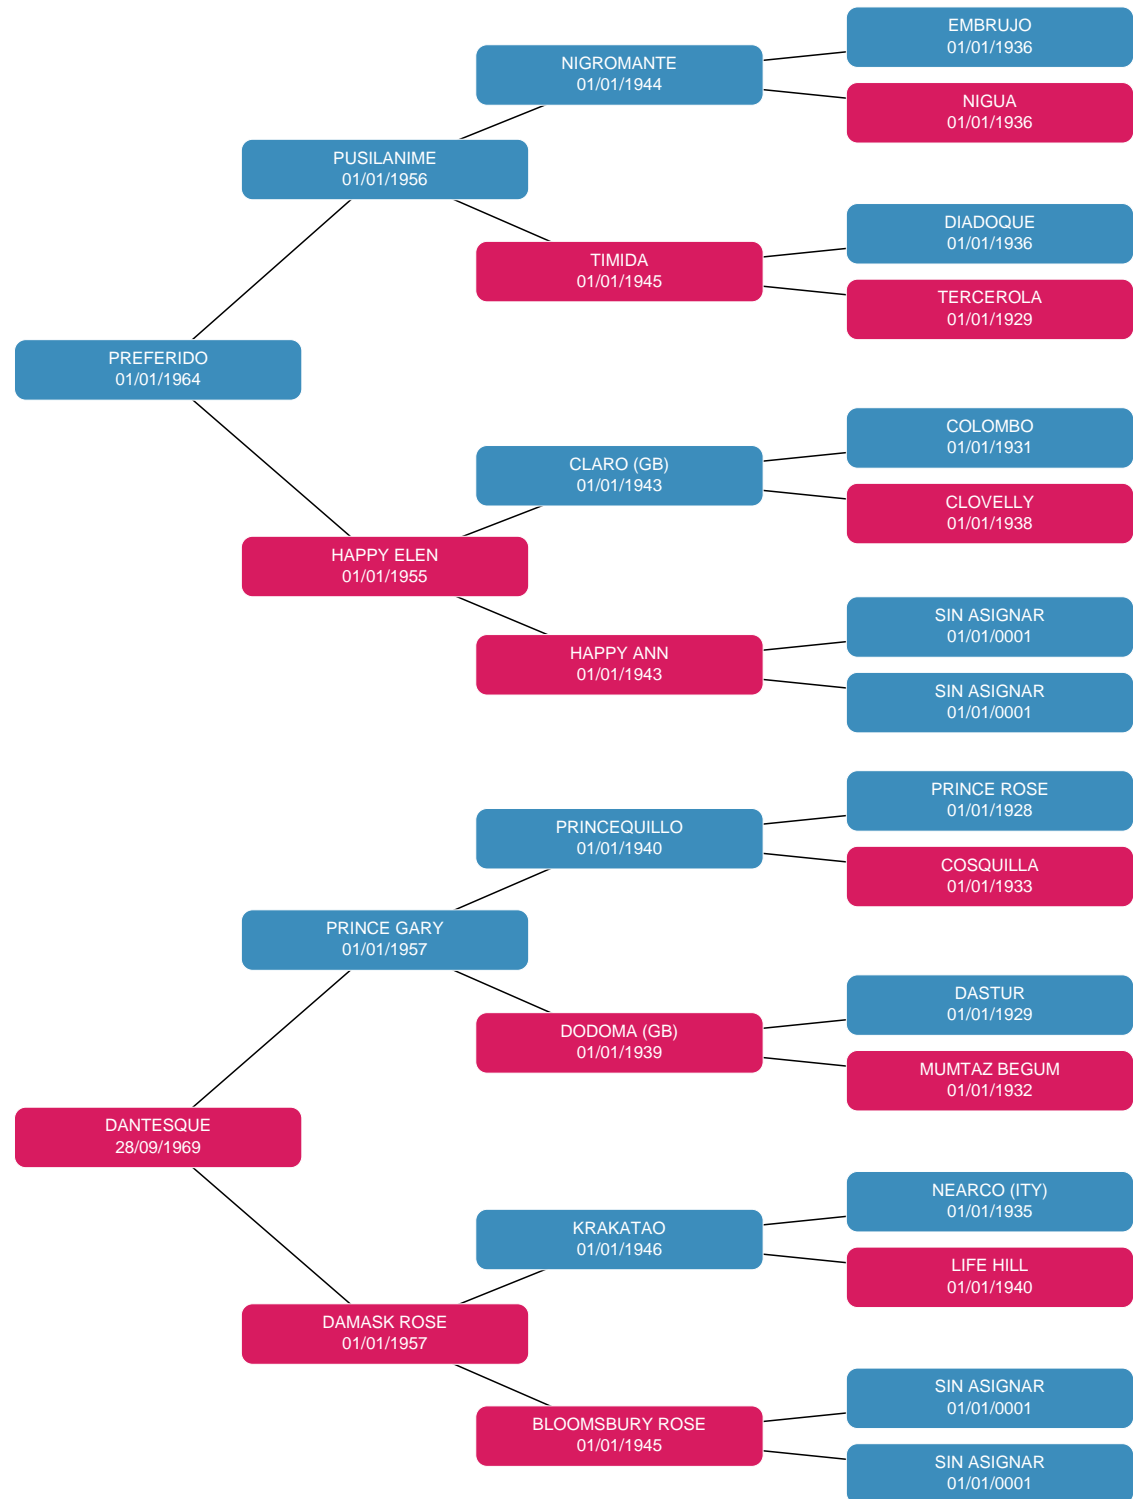 EMBRUJO
01/01/1936
NIGROMANTE
01/01/1944
NIGUA
01/01/1936
PUSILANIME
01/01/1956
DIADOQUE
01/01/1936
TIMIDA
01/01/1945
TERCEROLA
01/01/1929
PREFERIDO
01/01/1964
COLOMBO
01/01/1931
CLARO (GB)
01/01/1943
CLOVELLY
01/01/1938
HAPPY ELEN
01/01/1955
SIN ASIGNAR
01/01/0001
HAPPY ANN
01/01/1943
SIN ASIGNAR
01/01/0001
PRINCE ROSE
01/01/1928
PRINCEQUILLO
01/01/1940
COSQUILLA
01/01/1933
PRINCE GARY
01/01/1957
DASTUR
01/01/1929
DODOMA (GB)
01/01/1939
MUMTAZ BEGUM
01/01/1932
DANTESQUE
28/09/1969
NEARCO (ITY)
01/01/1935
KRAKATAO
01/01/1946
LIFE HILL
01/01/1940
DAMASK ROSE
01/01/1957
SIN ASIGNAR
01/01/0001
BLOOMSBURY ROSE
01/01/1945
SIN ASIGNAR
01/01/0001